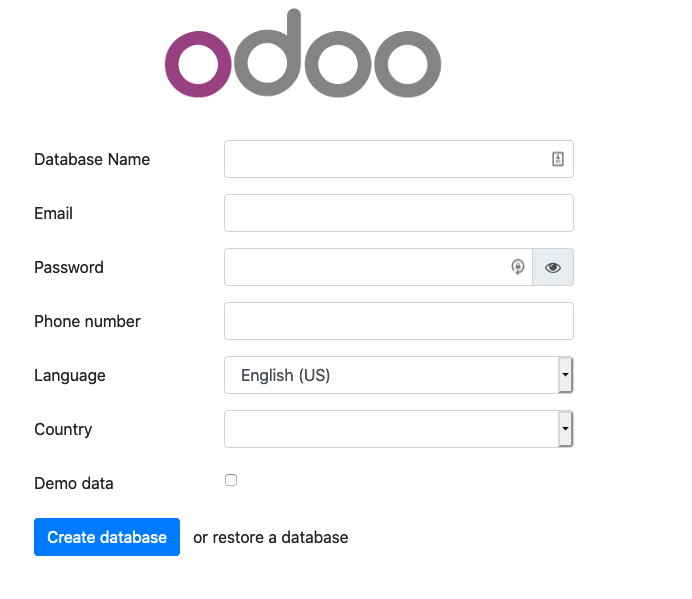 odoo
Database Name
Email
Password
Phone number
Language English (US)
Country
Demo data
Create database or restore a database